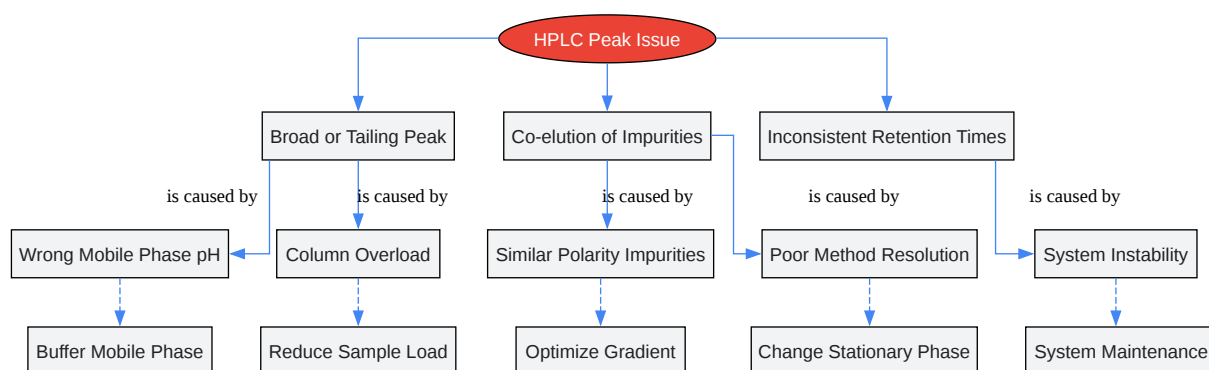 HPLC Peak Issue
Broad or Tailing Peak
Co-elution of Impurities
Inconsistent Retention Times
is caused by
is caused by
is caused by
is caused by
is caused by
Wrong Mobile Phase pH
Column Overload
Similar Polarity Impurities
Poor Method Resolution
System Instability
Buffer Mobile Phase
Reduce Sample Load
Optimize Gradient
Change Stationary Phase
System Maintenance